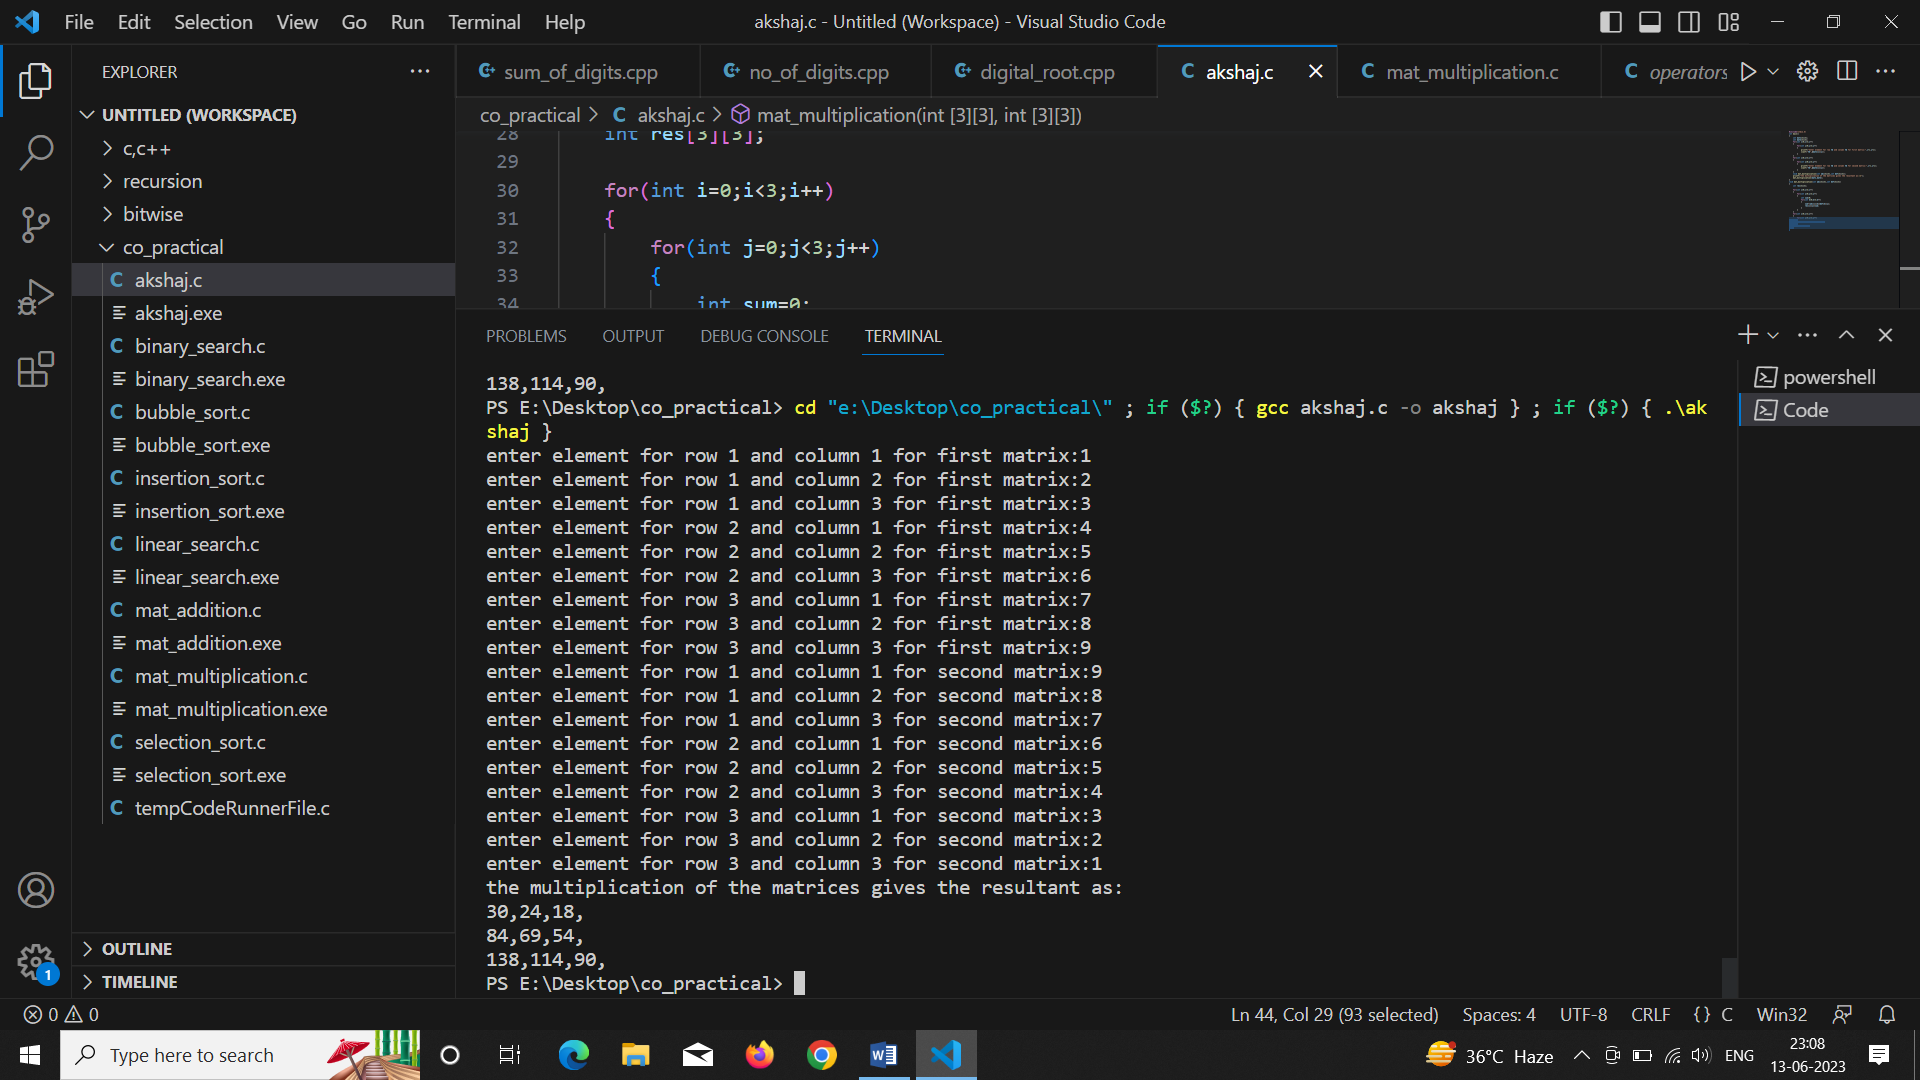 File Edit Selection View Go Run Terminal Help
akshaj.c - Untitled (Workspace) - Visual Studio Code
EXPLORER
UNTITLED (WORKSPACE)
c,c++
recursion
bitwise
co_practical
akshaj.c
akshaj.exe
binary_search.c
binary_search.exe
bubble_sort.c
bubble_sort.exe
insertion_sort.c
insertion_sort.exe
linear_search.c
linear_search.exe
mat_addition.c
mat_addition.exe
mat_multiplication.c
mat_multiplication.exe
selection_sort.c
selection_sort.exe
tempCodeRunnerFile.c
OUTLINE
TIMELINE
1
sum_of_digits.cpp no_of_digits.cpp digital_root.cpp akshaj.c mat_multiplication.c operators
co_practical > C akshaj.c > mat_multiplication(int [3][3], int [3][3])
28 int res[3][3];
29
30 for(int i=0;i<3;i++)
31 {
32 for(int j=0;j<3;j++)
33 {
34 int sum=0;
PROBLEMS OUTPUT DEBUG CONSOLE TERMINAL
powershell
Code
138,114,90,
PS E:\Desktop\co_practical> cd "e:\Desktop\co_practical\" ; if ($?) { gcc akshaj.c -o akshaj } ; if ($?) { .\ak
shaj }
enter element for row 1 and column 1 for first matrix:1
enter element for row 1 and column 2 for first matrix:2
enter element for row 1 and column 3 for first matrix:3
enter element for row 2 and column 1 for first matrix:4
enter element for row 2 and column 2 for first matrix:5
enter element for row 2 and column 3 for first matrix:6
enter element for row 3 and column 1 for first matrix:7
enter element for row 3 and column 2 for first matrix:8
enter element for row 3 and column 3 for first matrix:9
enter element for row 1 and column 1 for second matrix:9
enter element for row 1 and column 2 for second matrix:8
enter element for row 1 and column 3 for second matrix:7
enter element for row 2 and column 1 for second matrix:6
enter element for row 2 and column 2 for second matrix:5
enter element for row 2 and column 3 for second matrix:4
enter element for row 3 and column 1 for second matrix:3
enter element for row 3 and column 2 for second matrix:2
enter element for row 3 and column 3 for second matrix:1
the multiplication of the matrices gives the resultant as:
30,24,18,
84,69,54,
138,114,90,
PS E:\Desktop\co_practical>
0 0
Ln 44, Col 29 (93 selected) Spaces: 4 UTF-8 CRLF {} C Win32
Type here to search
36°C Haze
ENG
23:08
13-06-2023